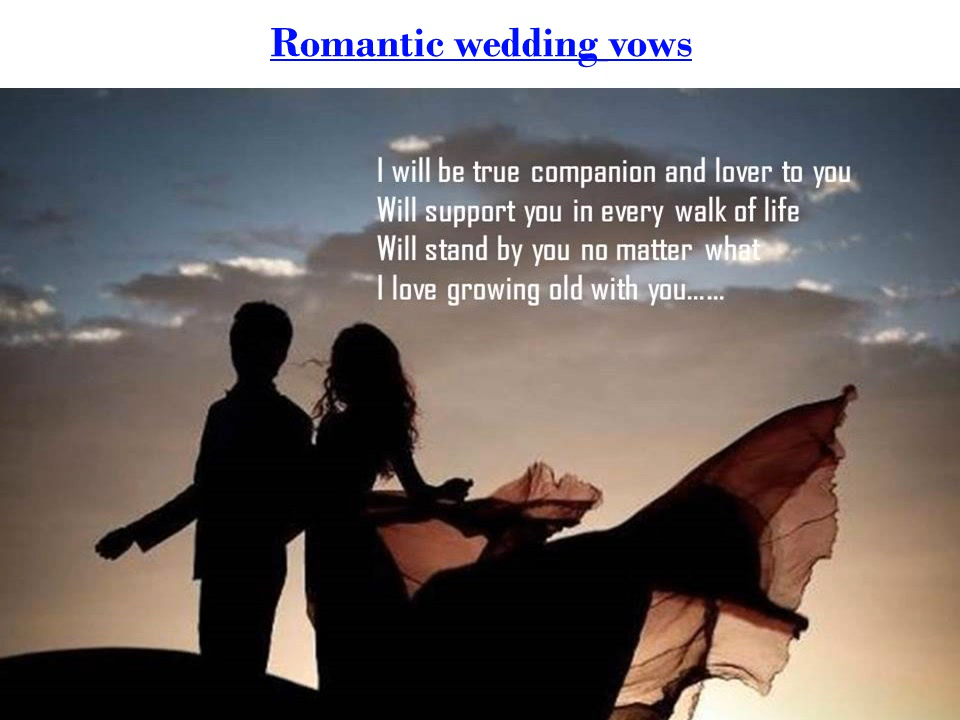 Romantic wedding vows
I will be true companion and lover to you
Will support you in every walk of life
Will stand by you no matter what
I love growing old with you......